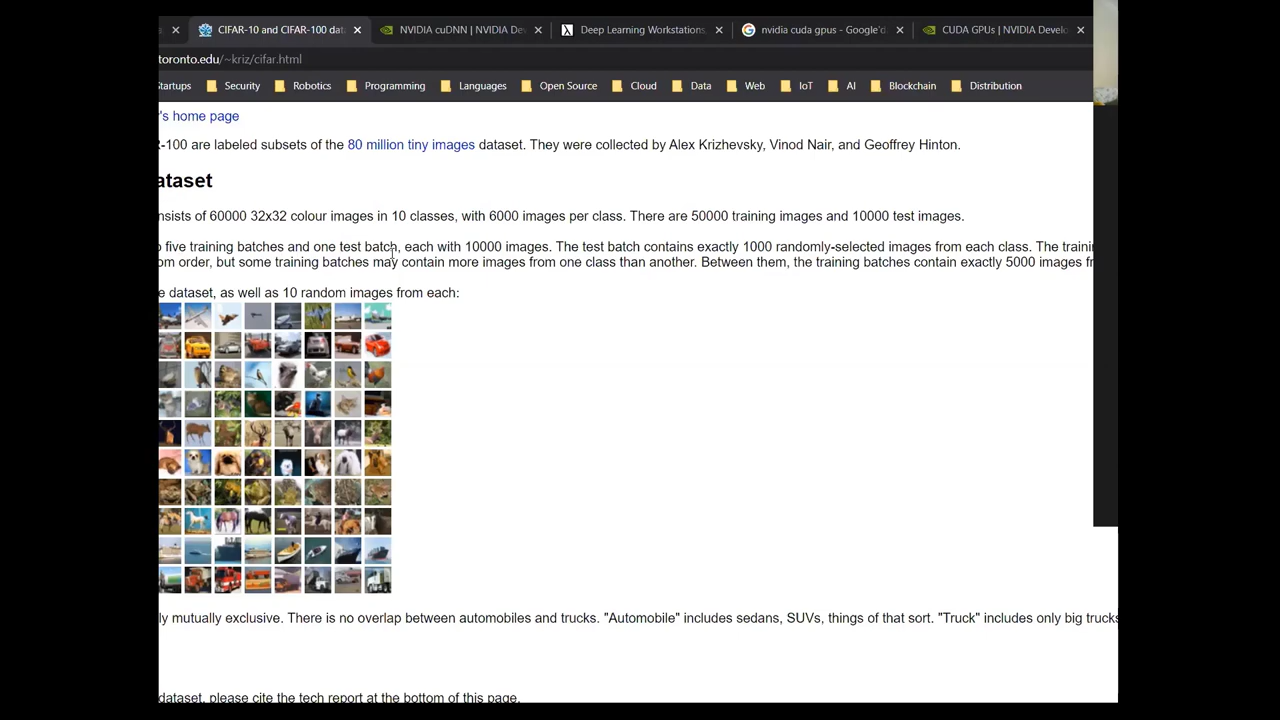 CIFAR-10 and CIFAR-100 dat
NVIDIA cuDNN | NVIDIA De
Deep Learning Workstations,
nvidia cuda gpus - Google'd
CUDA GPUs | NVIDIA Develo
toronto.edu/~kriz/cifar.html
Startups Security Robotics Programming Languages Open Source Cloud Data Web IoT AI Blockchain Distribution
's home page
R-100 are labeled subsets of the 80 million tiny images dataset. They were collected by Alex Krizhevsky, Vinod Nair, and Geoffrey Hinton.
ataset
nsists of 60000 32x32 colour images in 10 classes, with 6000 images per class. There are 50000 training images and 10000 test images.
o five training batches and one test batch, each with 10000 images. The test batch contains exactly 1000 randomly-selected images from each class. The traini
om order, but some training batches may contain more images from one class than another. Between them, the training batches contain exactly 5000 images fr
e dataset, as well as 10 random images from each:
ly mutually exclusive. There is no overlap between automobiles and trucks. "Automobile" includes sedans, SUVs, things of that sort. "Truck" includes only big trucks
dataset, please cite the tech report at the bottom of this page.